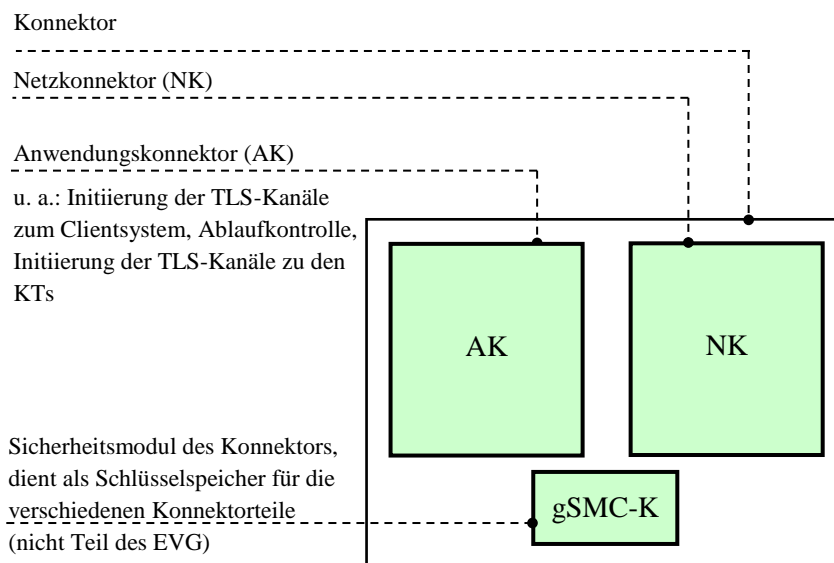 Konnektor
Netzkonnektor (NK)
Anwendungskonnektor (AK)
u. a.: Initiierung der TLS-Kanäle
zum Clientsystem, Ablaufkontrolle,
Initiierung der TLS-Kanäle zu den
KTs
AK
NK
Sicherheitsmodul des Konnektors,
dient als Schlüsselspeicher für die
verschiedenen Konnektorteile
(nicht Teil des EVG)
gSMC-K